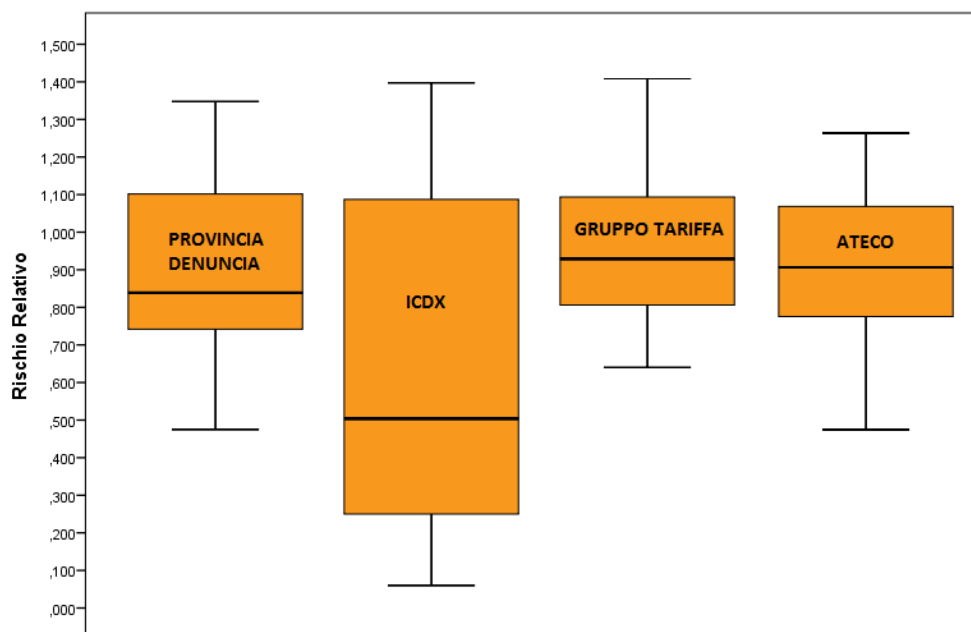 1,500
1,400
1,300
1,200
1,100
1,000
,900
,800
,700
,600
,500
,400
,300
,200
,100
,000
Rischio Relativo
PROVINCIA
DENUNCIA
ICDX
GRUPPO TARIFFA
ATECO